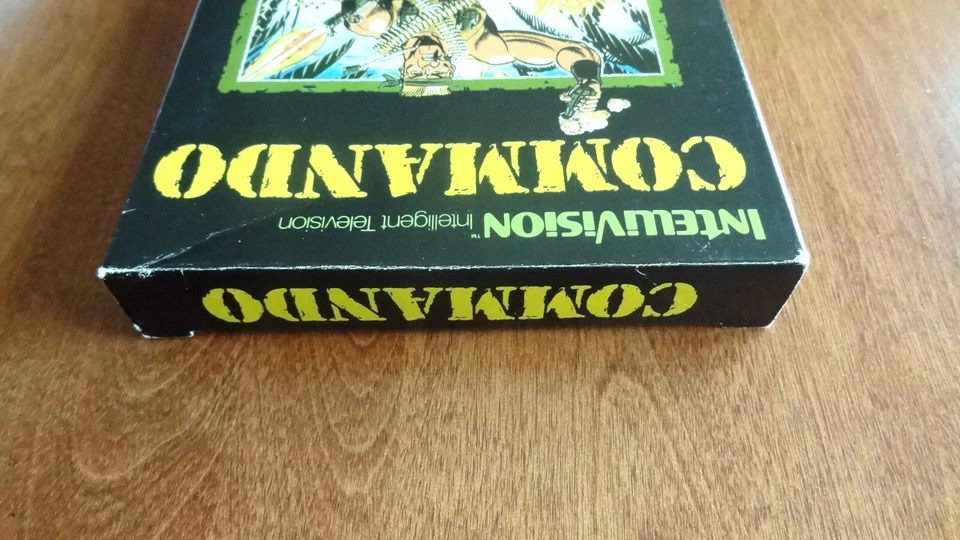 COMMANDO
INTELLIVISION™ Intelligent Television
COMMANDO